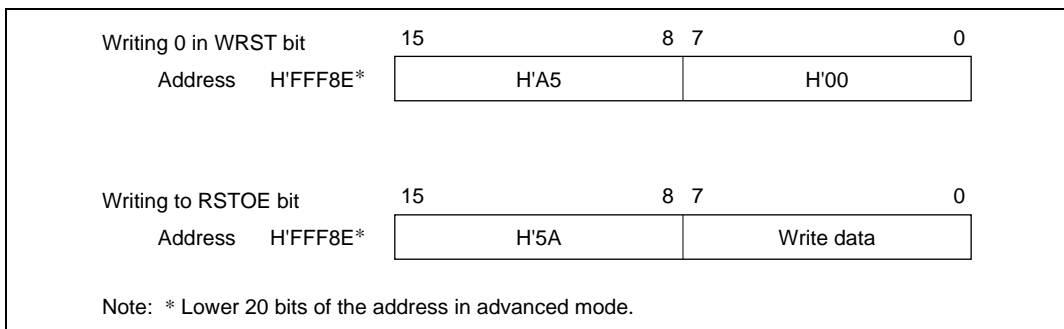 Writing 0 in WRST bit 15 8 7 0
Address H'FFF8E* H'A5 H'00
Writing to RSTOE bit 15 8 7 0
Address H'FFF8E* H'5A Write data
Note: * Lower 20 bits of the address in advanced mode.